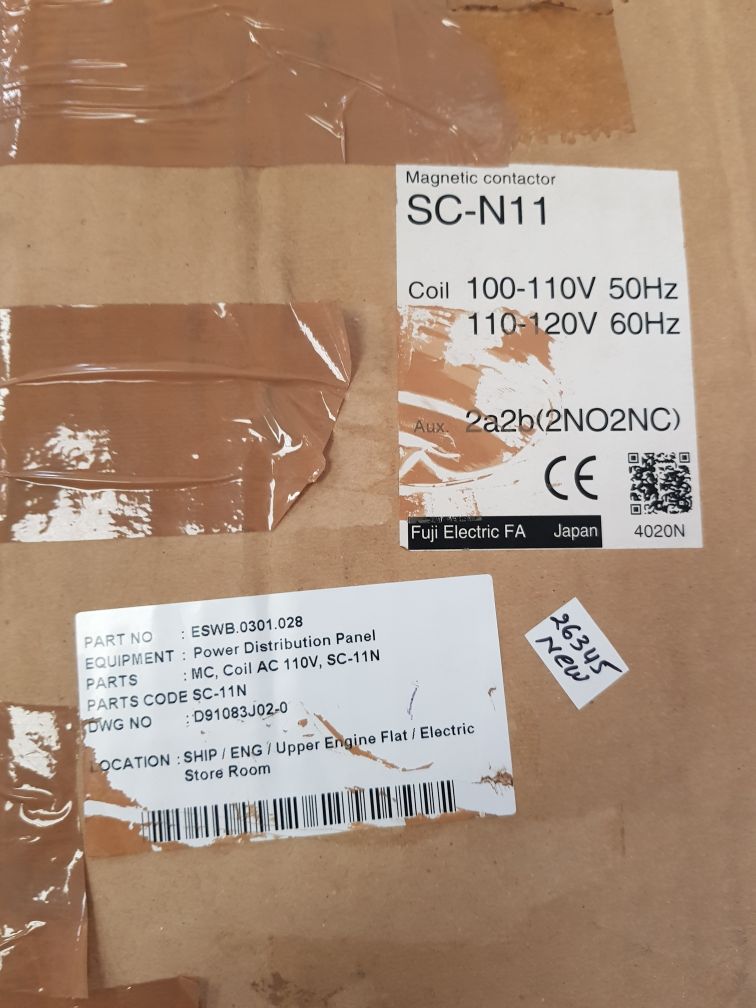 Magnetic contactor
SC-N11
Coil 100-110V 50Hz
110-120V 60Hz
Aux. 2a2b(2NO2NC)
CE
Fuji Electric FA Japan
4020N
PART NO : ESWB.0301.028
EQUIPMENT : Power Distribution Panel
PARTS : MC, Coil AC 110V, SC-11N
PARTS CODE SC-11N
DWG NO : D91083J02-0
LOCATION : SHIP / ENG / Upper Engine Flat / Electric
Store Room
26345
New